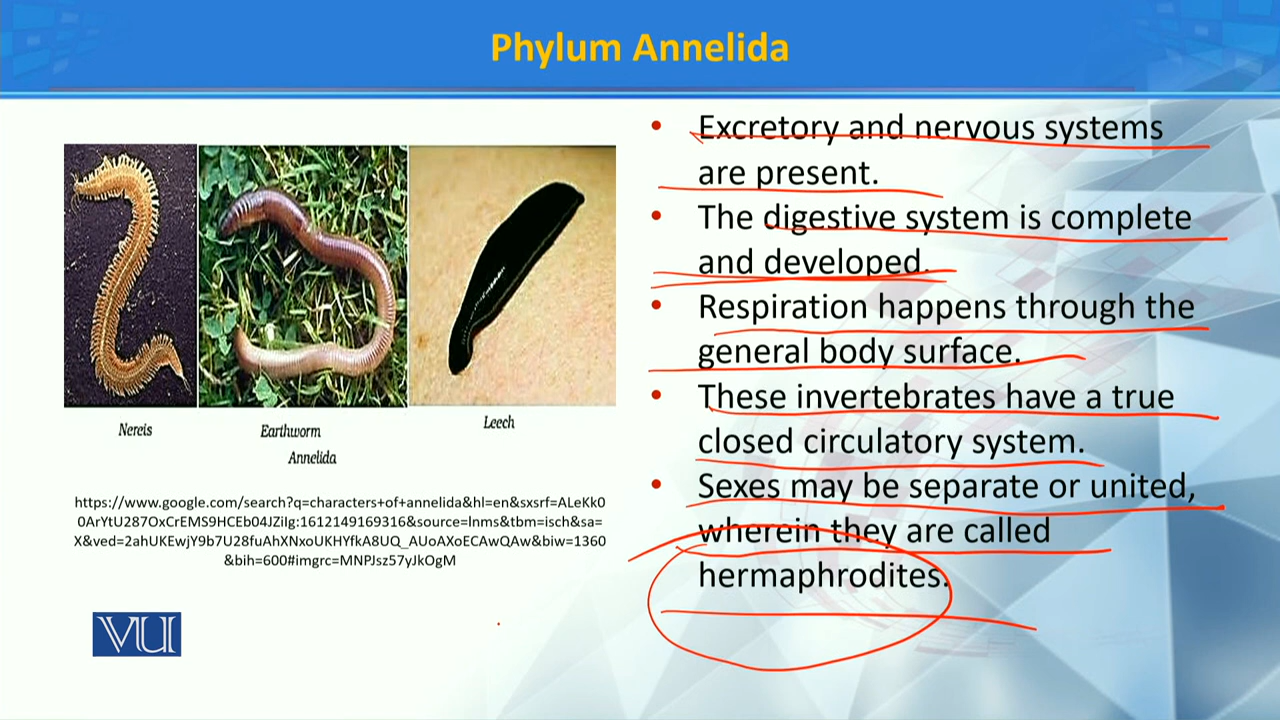 Phylum Annelida
• Excretory and nervous systems
are present.
• The digestive system is complete
and developed.
• Respiration happens through the
general body surface.
• These invertebrates have a true
closed circulatory system.
• Sexes may be separate or united,
wherein they are called
hermaphrodites.
Nereis
Earthworm
Leech
Annelida
https://www.google.com/search?q=characters+of+annelida&hl=en&sxsrf=ALeKk0
0ArYtU287OxCrEMS9HCEb04JZiIg:1612149169316&source=lnms&tbm=isch&sa=
X&ved=2ahUKEwjY9b7U28fuAhXNxoUKHYfkA8UQ_AUoAXoECAwQAw&biw=1360
&bih=600#imgrc=MNPJsz57yJkOgM
VU